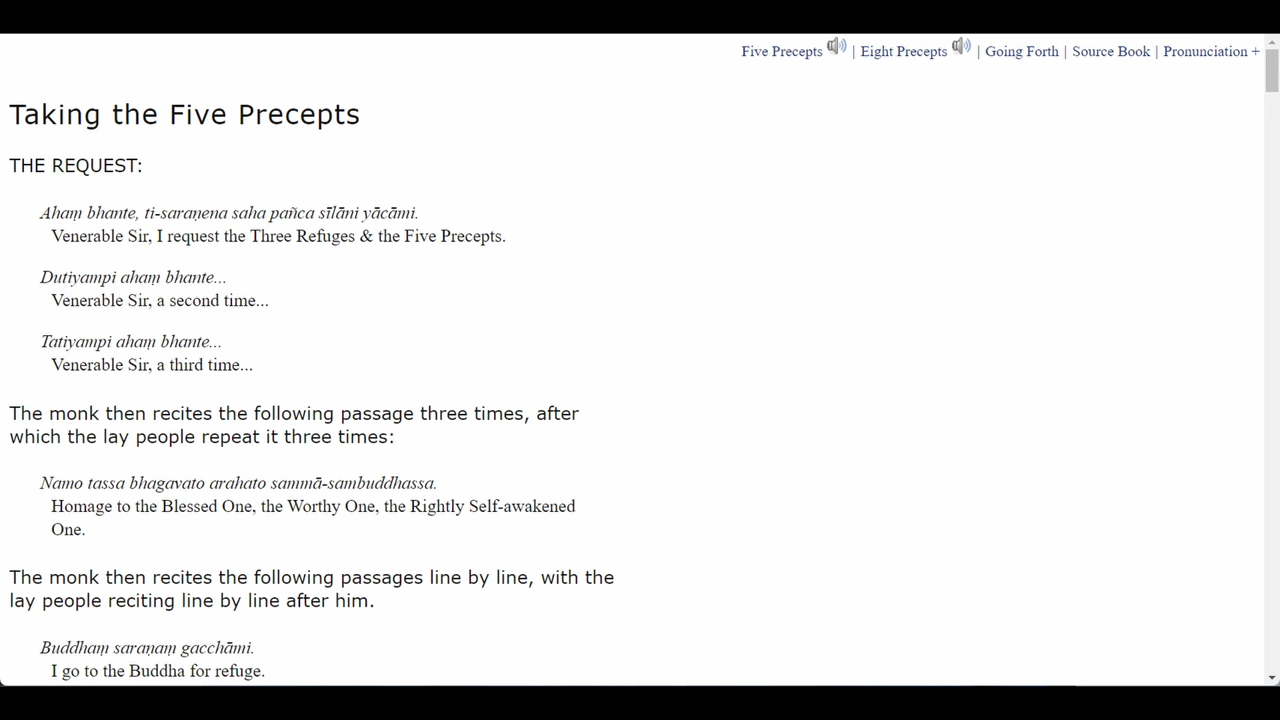 Five Precepts | Eight Precepts | Going Forth | Source Book | Pronunciation +
Taking the Five Precepts
THE REQUEST:
Ahaṃ bhante, ti-saraṇena saha pañca sīlāni yācāmi.
Venerable Sir, I request the Three Refuges & the Five Precepts.
Dutiyampi ahaṃ bhante...
Venerable Sir, a second time...
Tatiyampi ahaṃ bhante...
Venerable Sir, a third time...
The monk then recites the following passage three times, after
which the lay people repeat it three times:
Namo tassa bhagavato arahato sammā-sambuddhassa.
Homage to the Blessed One, the Worthy One, the Rightly Self-awakened
One.
The monk then recites the following passages line by line, with the
lay people reciting line by line after him.
Buddhaṃ saraṇaṃ gacchāmi.
I go to the Buddha for refuge.